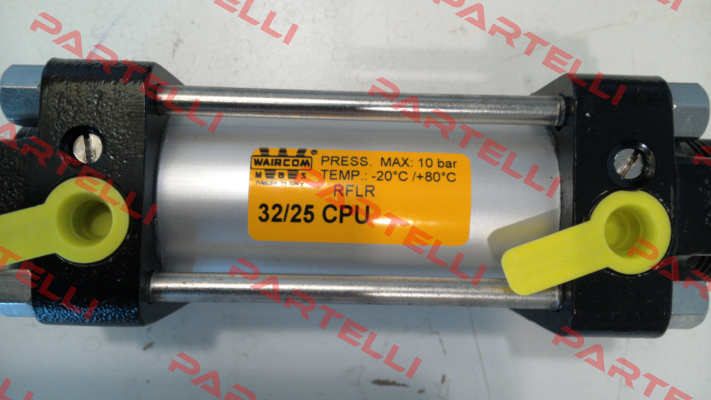 WAIRCOM
M B S
PRESS. MAX: 10 bar
TEMP.: -20°C /+80°C
RFLR
32/25 CPU
PARTELLI
PARTELLI
PARTELLI
PARTELLI
PARTELLI
PARTELLI
PARTELLI